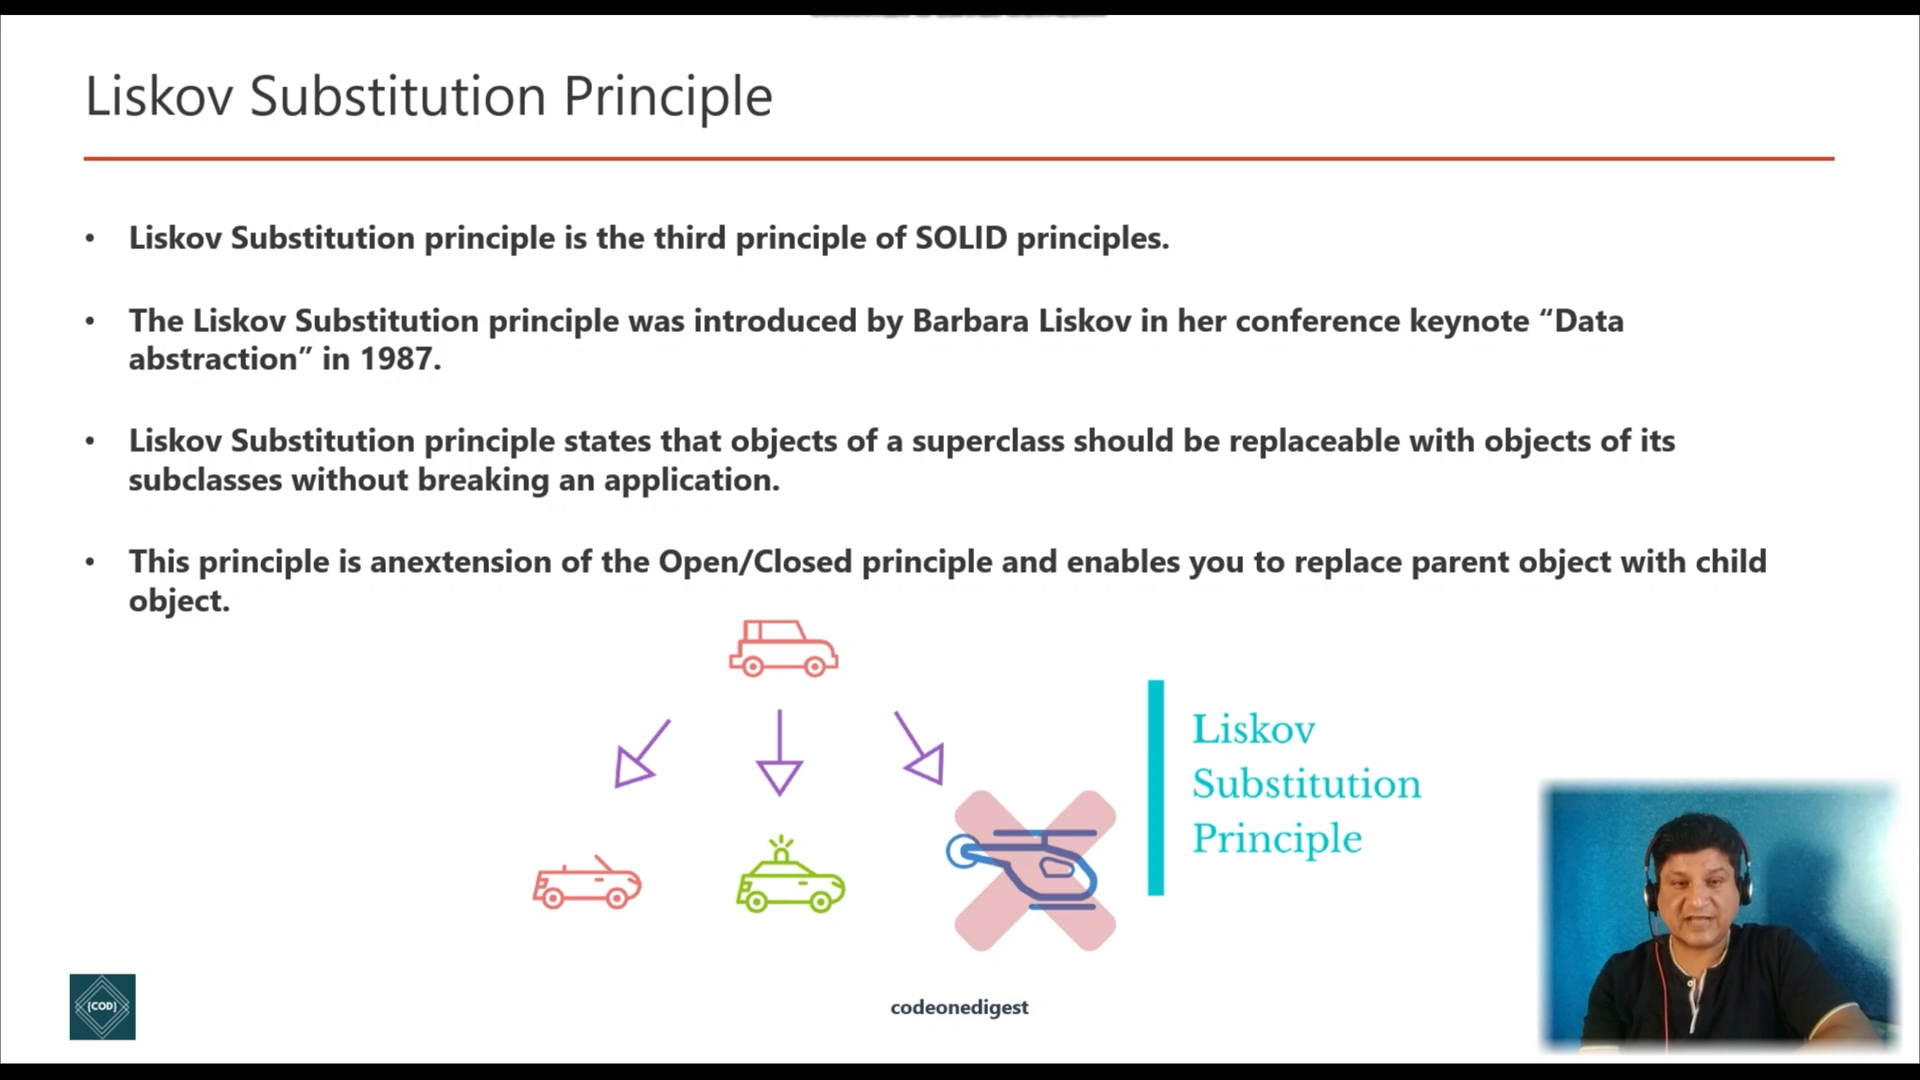 Liskov Substitution Principle
• Liskov Substitution principle is the third principle of SOLID principles.
• The Liskov Substitution principle was introduced by Barbara Liskov in her conference keynote “Data
abstraction” in 1987.
• Liskov Substitution principle states that objects of a superclass should be replaceable with objects of its
subclasses without breaking an application.
• This principle is anextension of the Open/Closed principle and enables you to replace parent object with child
object.
Liskov
Substitution
Principle
[COD]
codeonedigest